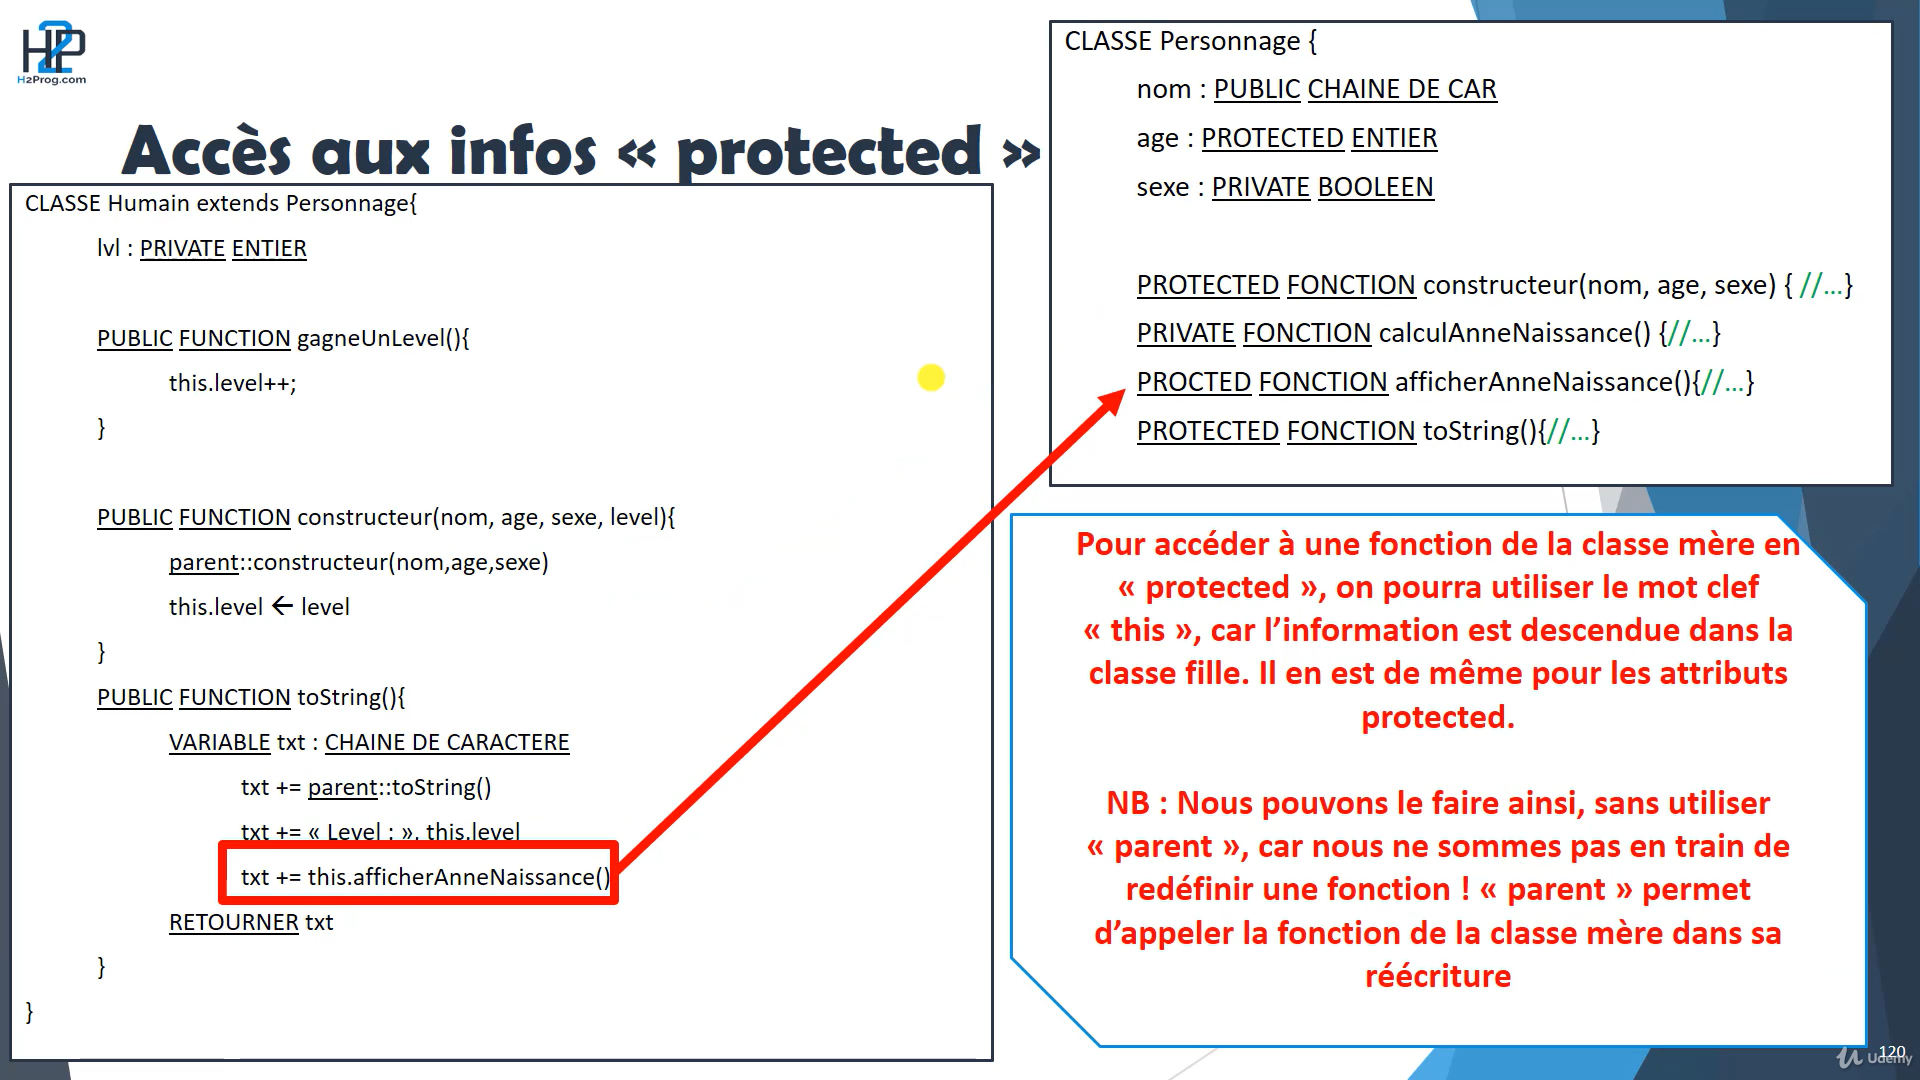 H2P
H2Prog.com
Accès aux infos « protected »
CLASSE Humain extends Personnage{
lvl : PRIVATE ENTIER
PUBLIC FUNCTION gagneUnLevel(){
this.level++;
}
PUBLIC FUNCTION constructeur(nom, age, sexe, level){
parent::constructeur(nom,age,sexe)
this.level ← level
}
PUBLIC FUNCTION toString(){
VARIABLE txt : CHAINE DE CARACTERE
txt += parent::toString()
txt += « Level : », this.level
txt += this.afficherAnneNaissance()
RETOURNER txt
}
}
CLASSE Personnage {
nom : PUBLIC CHAINE DE CAR
age : PROTECTED ENTIER
sexe : PRIVATE BOOLEEN
PROTECTED FONCTION constructeur(nom, age, sexe) { //...}
PRIVATE FONCTION calculAnneNaissance() {//...}
PROCTED FONCTION afficherAnneNaissance(){//...}
PROTECTED FONCTION toString(){//...}
Pour accéder à une fonction de la classe mère en
« protected », on pourra utiliser le mot clef
« this », car l’information est descendue dans la
classe fille. Il en est de même pour les attributs
protected.
NB : Nous pouvons le faire ainsi, sans utiliser
« parent », car nous ne sommes pas en train de
redéfinir une fonction ! « parent » permet
d’appeler la fonction de la classe mère dans sa
réécriture
120
Udemy